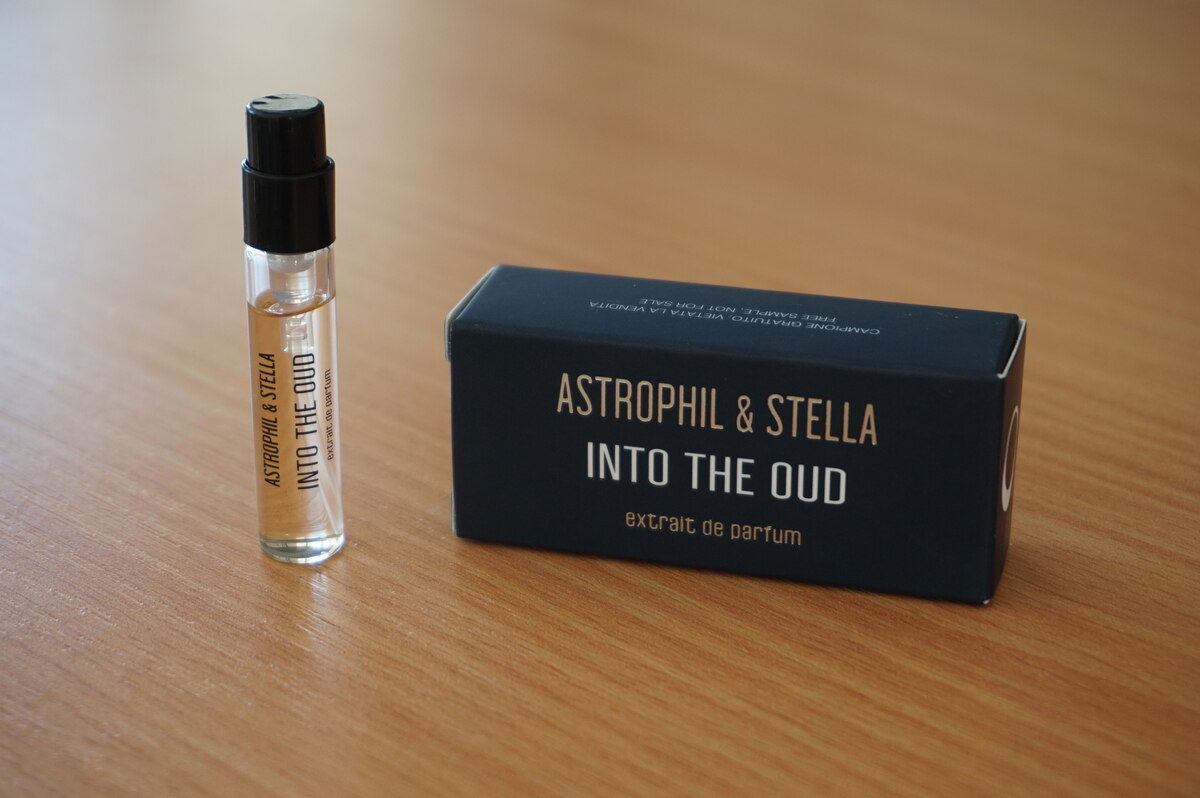 ASTROPHIL & STELLA
INTO THE OUD
extrait de parfum
CAMPIONE GRATUITO, VIETATA LA VENDITA
FREE SAMPLE, NOT FOR SALE
ASTROPHIL & STELLA
INTO THE OUD
extrait de parfum